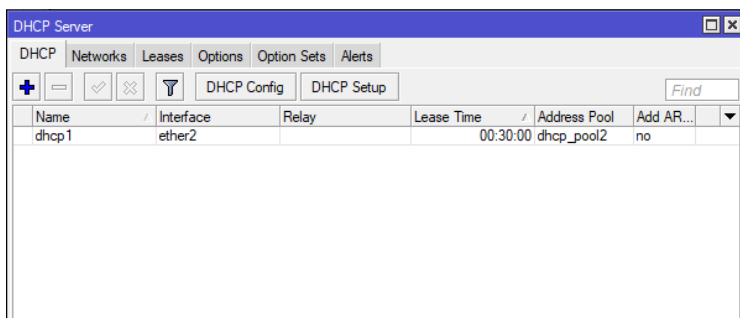 DHCP Server
DHCP Networks Leases Options Option Sets Alerts
DHCP Config DHCP Setup Find
Name Interface Relay Lease Time Address Pool Add AR...
dhcp1 ether2 00:30:00 dhcp_pool2 no